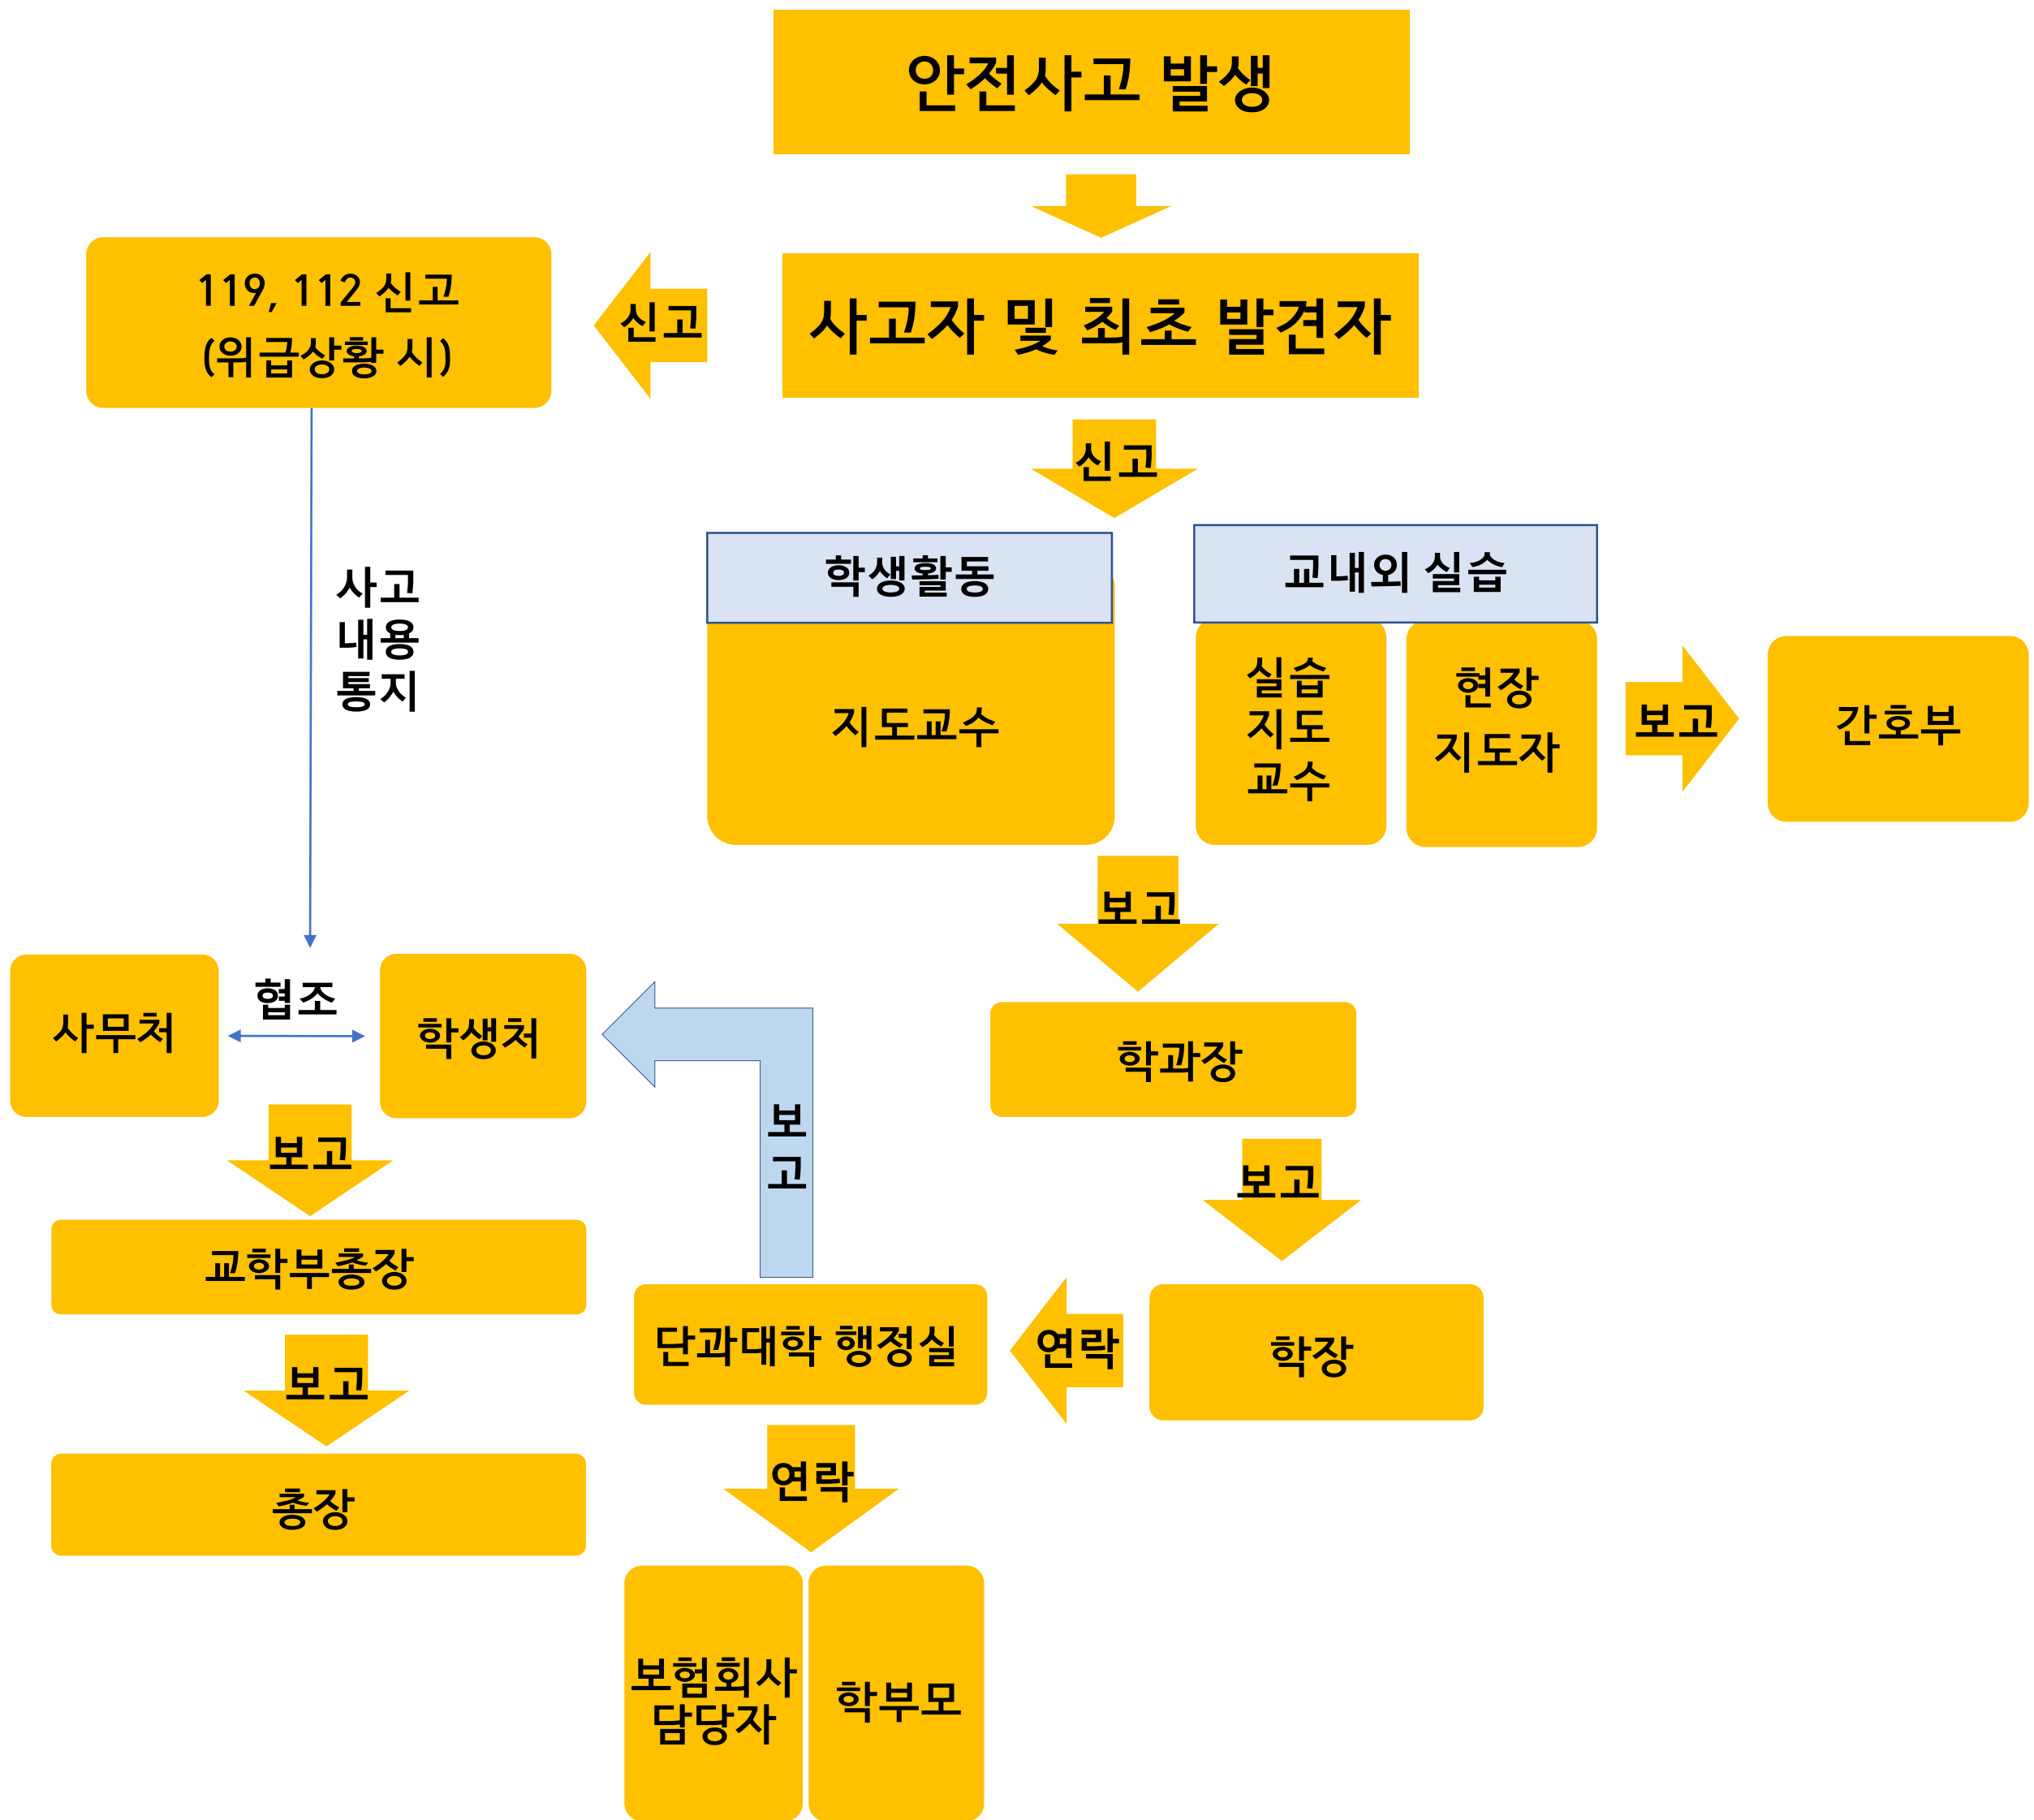 안전사고 발생
사고자 및 최초 발견자
신고
119, 112 신고
(위급상황 시)
신고
사고
내용
통지
학생활동
교내외 실습
지도교수
실습
지도
교수
현장
지도자
보고
간호부
보고
사무처
협조
학생처
학과장
보고
보고
보고
교학부총장
단과대학 행정실
연락
학장
보고
총장
연락
보험회사
담당자
학부모